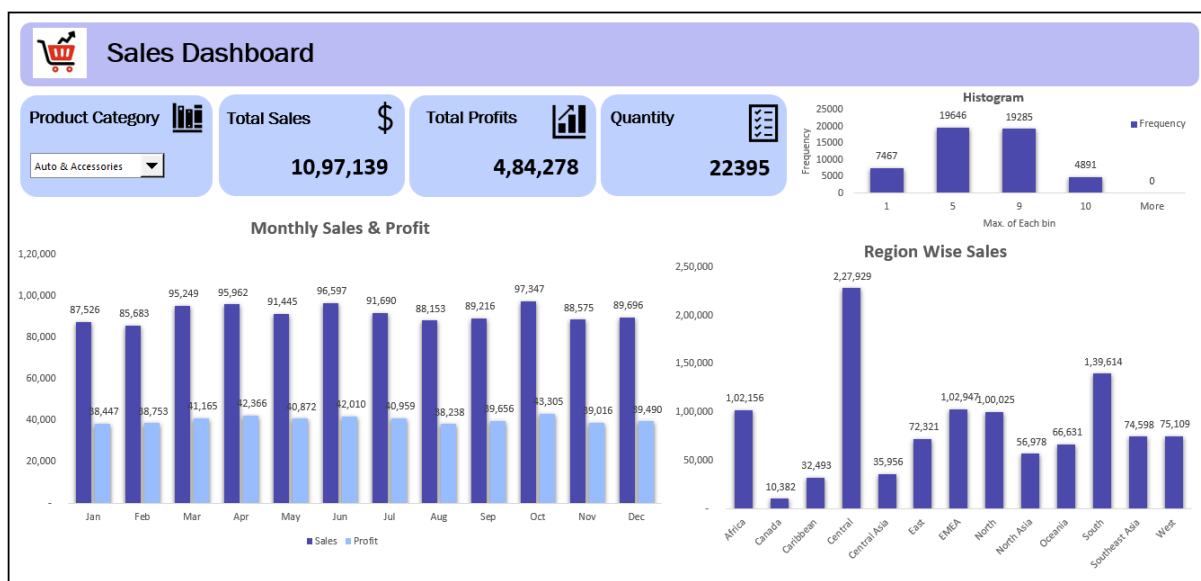 Sales Dashboard
Product Category
Auto & Accessories
Total Sales
$
10,97,139
Total Profits
4,84,278
Quantity
22395
Histogram
Frequency
25000
20000
15000
10000
5000
0
7467
19646
19285
4891
0
1
5
9
10
More
Max. of Each bin
Frequency
Monthly Sales & Profit
1,20,000
1,00,000
80,000
60,000
40,000
20,000
-
87,526
85,683
95,249
95,962
91,445
96,597
91,690
88,153
89,216
97,347
88,575
89,696
38,447
38,753
41,165
42,366
40,872
42,010
40,959
38,238
39,656
43,305
39,016
39,490
Jan
Feb
Mar
Apr
May
Jun
Jul
Aug
Sep
Oct
Nov
Dec
Sales
Profit
Region Wise Sales
2,50,000
2,00,000
1,50,000
1,00,000
50,000
-
1,02,156
10,382
32,493
2,27,929
35,956
72,321
1,02,947
1,00,025
56,978
66,631
1,39,614
74,598
75,109
Africa
Canada
Caribbean
Central
Central Asia
East
EMEA
North
North Asia
Oceania
South
Southeast Asia
West